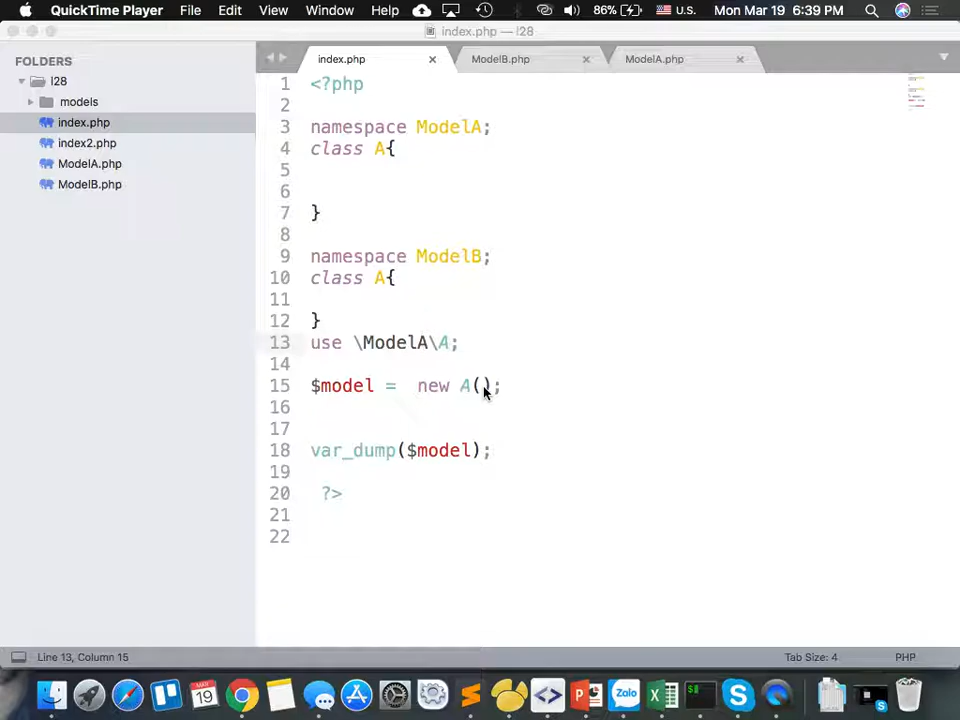 QuickTime Player File Edit View Window Help 86% U.S. Mon Mar 19 6:39 PM
index.php — l28
FOLDERS
l28
models
index.php
index2.php
ModelA.php
ModelB.php
index.php ModelB.php ModelA.php
1 <?php
2
3 namespace ModelA;
4 class A{
5
6
7 }
8
9 namespace ModelB;
10 class A{
11
12 }
13 use \ModelA\A;
14
15 $model = new A();
16
17
18 var_dump($model);
19
20 ?>
21
22
Line 13, Column 15 Tab Size: 4 PHP
MAR
19
Zalo